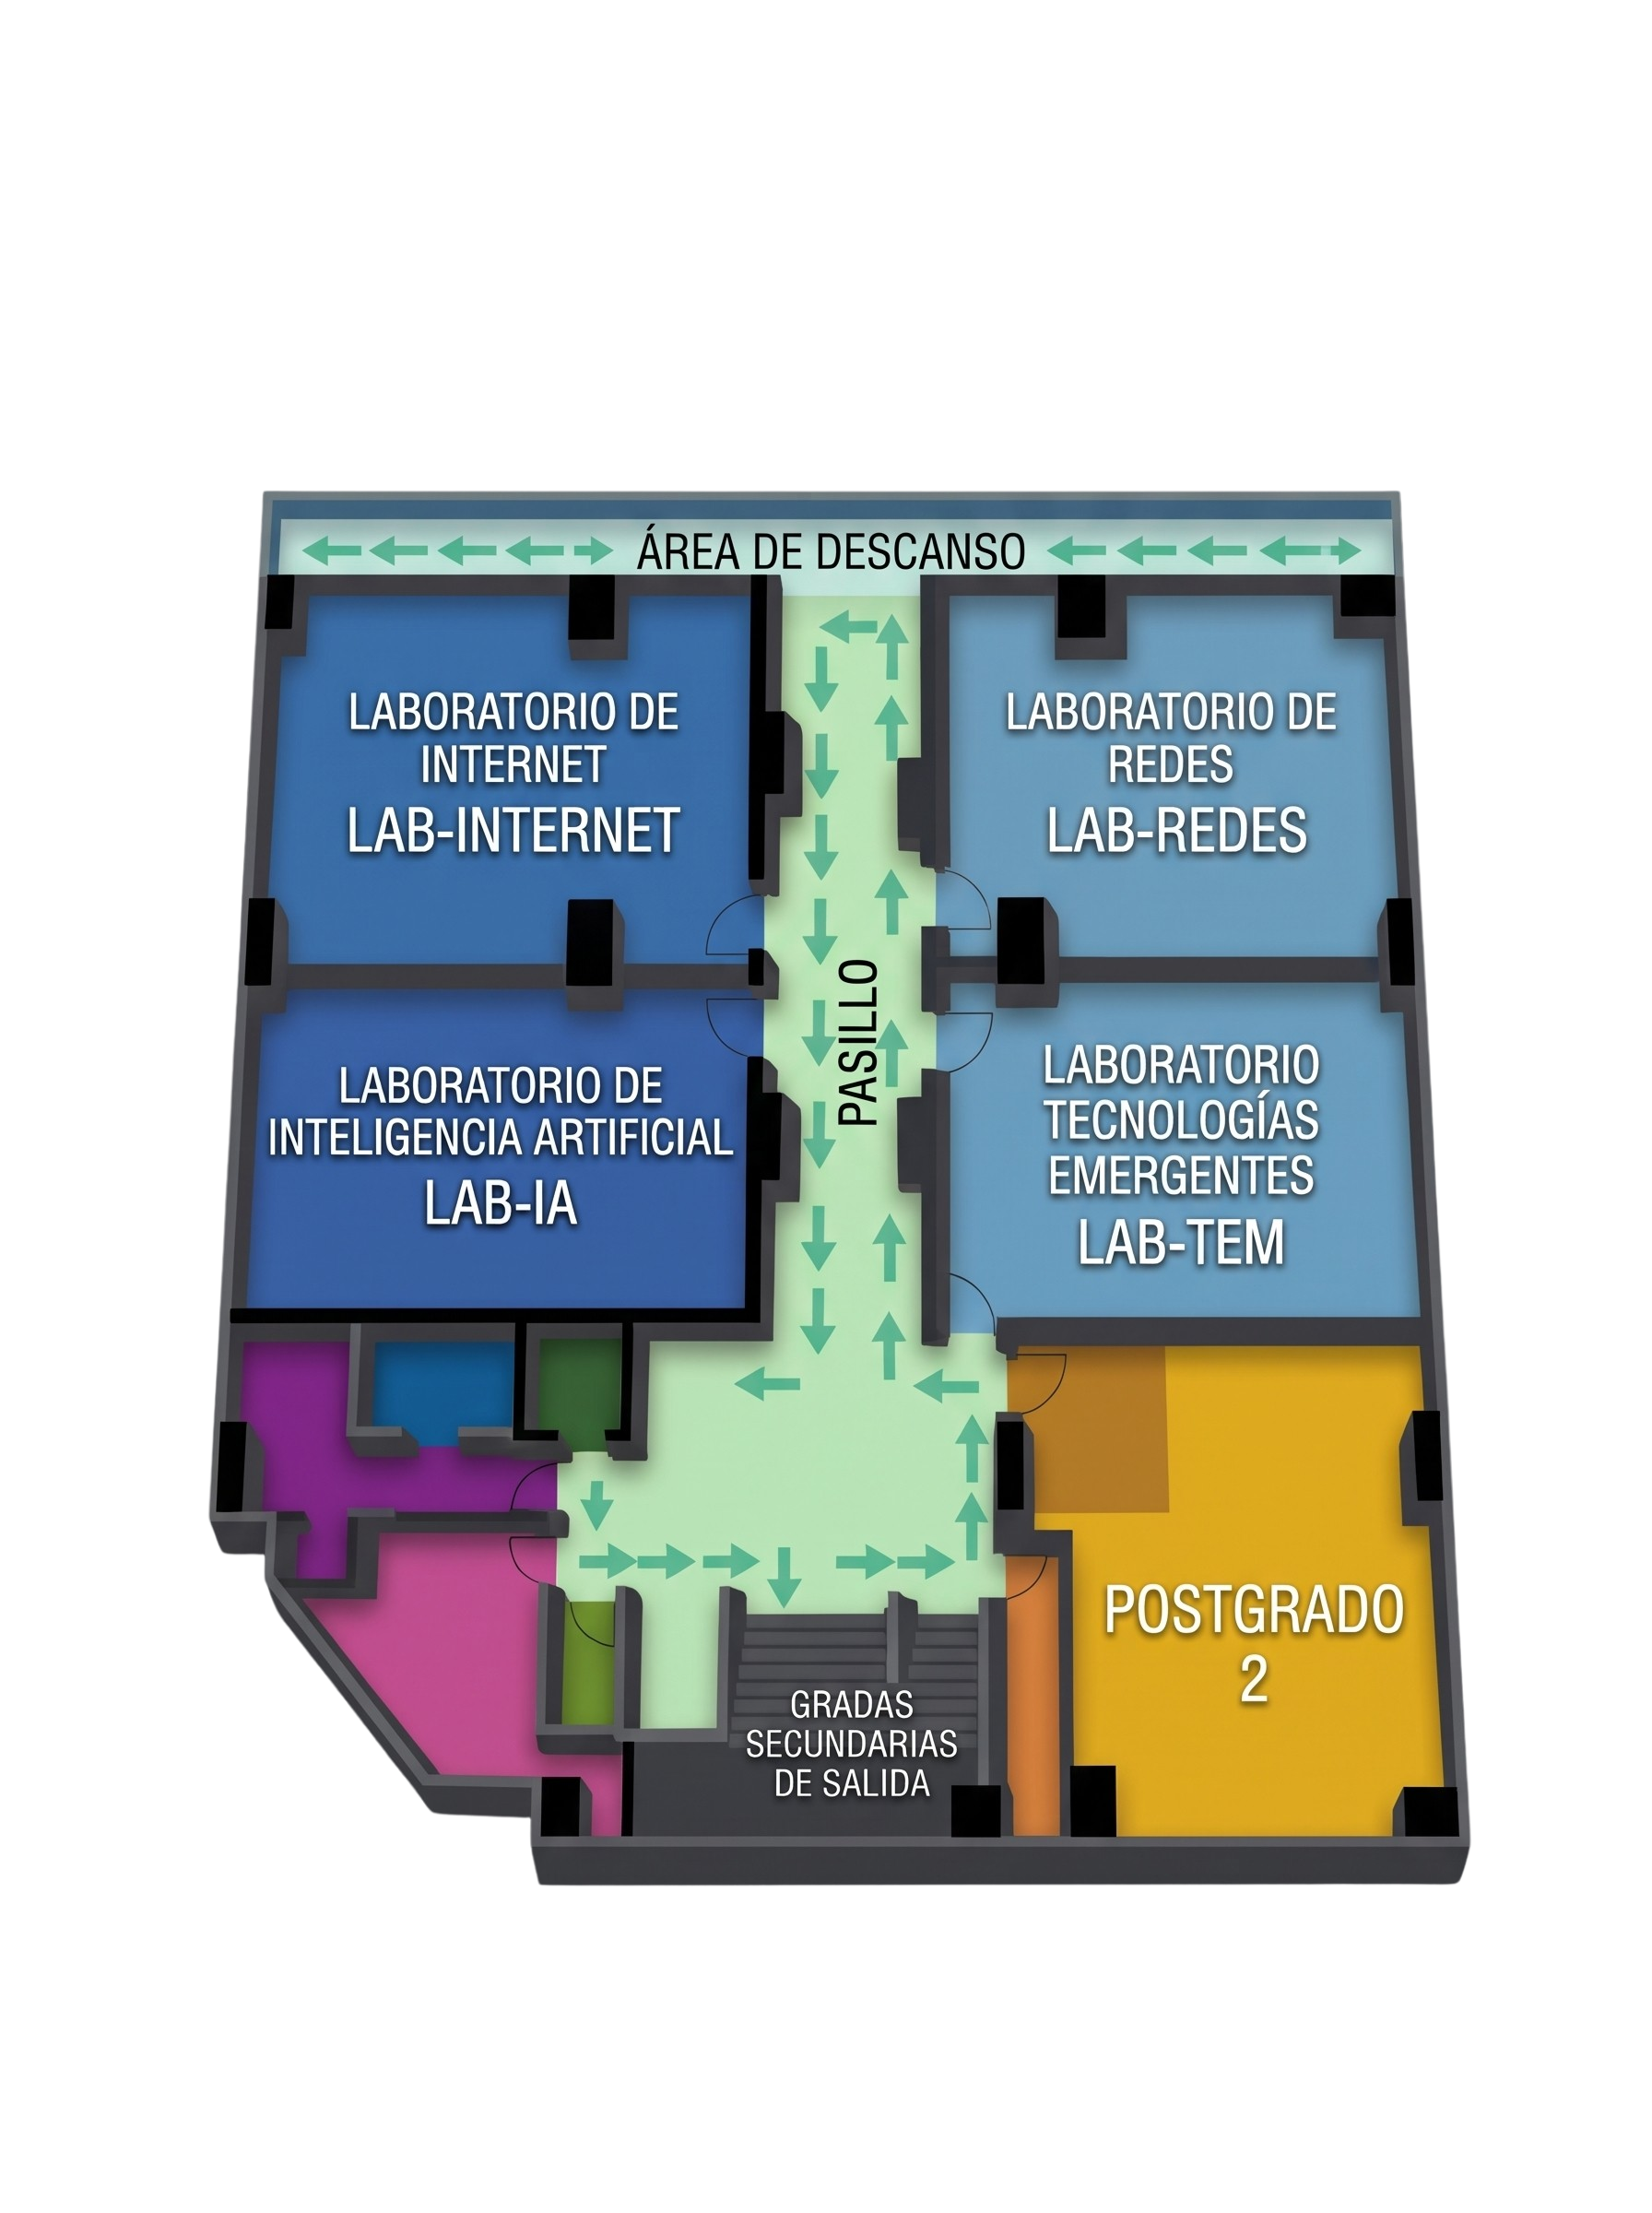 ÁREA DE DESCANSO
LABORATORIO DE
INTERNET
LAB-INTERNET
LABORATORIO DE
REDES
LAB-REDES
PASILLO
LABORATORIO DE
INTELIGENCIA ARTIFICIAL
LAB-IA
LABORATORIO
TECNOLOGÍAS
EMERGENTES
LAB-TEM
POSTGRADO
2
GRADAS
SECUNDARIAS
DE SALIDA